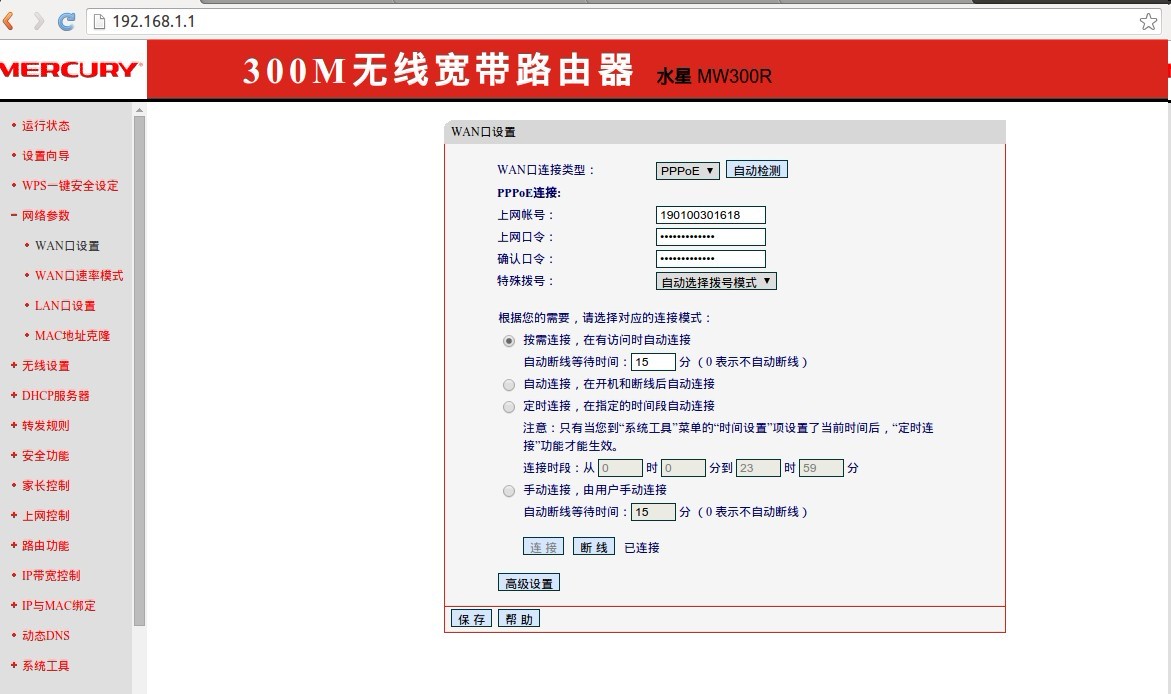 192.168.1.1
MERCURY
300M无线宽带路由器 水星 MW300R
运行状态
设置向导
WPS一键安全设定
网络参数
WAN口设置
WAN口速率模式
LAN口设置
MAC地址克隆
无线设置
DHCP服务器
转发规则
安全功能
家长控制
上网控制
路由功能
IP带宽控制
IP与MAC绑定
动态DNS
系统工具
WAN口设置
WAN口连接类型： PPPoE 自动检测
PPPoE连接:
上网帐号： 190100301618
上网口令： •••••••••••••
确认口令： •••••••••••••
特殊拨号： 自动选择拨号模式
根据您的需要，请选择对应的连接模式：
按需连接，在有访问时自动连接
自动断线等待时间： 15 分（0 表示不自动断线）
自动连接，在开机和断线后自动连接
定时连接，在指定的时间段自动连接
注意：只有当您到“系统工具”菜单的“时间设置”项设置了当前时间后，“定时连
接”功能才能生效。
连接时段：从 0 时 0 分到 23 时 59 分
手动连接，由用户手动连接
自动断线等待时间： 15 分（0 表示不自动断线）
连 接 断 线 已连接
高级设置
保 存 帮 助